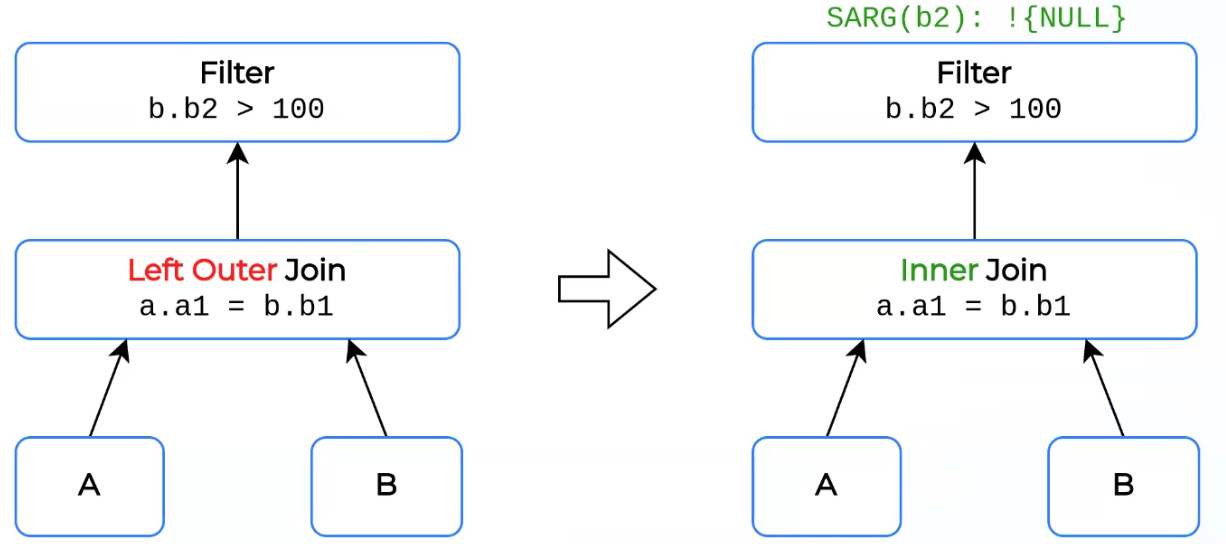 Filter
b.b2 > 100
Left Outer Join
a.a1 = b.b1
A
B
SARG(b2): !{NULL}
Filter
b.b2 > 100
Inner Join
a.a1 = b.b1
A
B